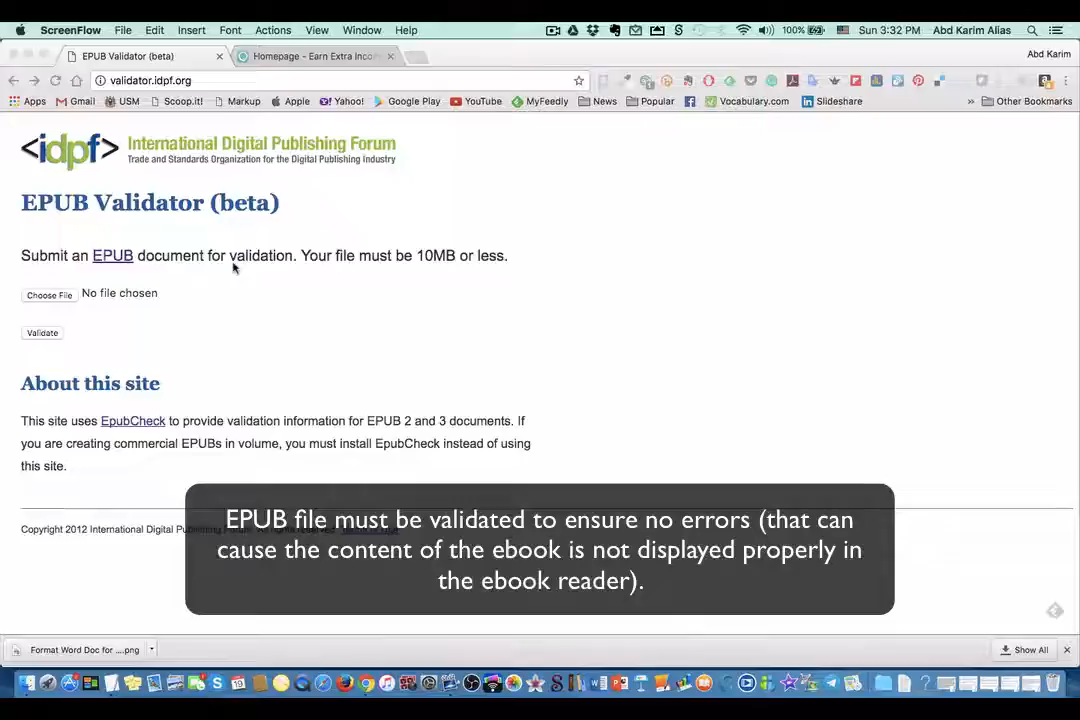 ScreenFlow File Edit Insert Font Actions View Window Help 100% Sun 3:32 PM Abd Karim Alias
EPUB Validator (beta) Homepage - Earn Extra Incom Abd Karim
validator.idpf.org
Apps Gmail USM Scoop.it! Markup Apple Yahoo! Google Play YouTube MyFeedly News Popular Vocabulary.com Slideshare » Other Bookmarks
<idpf> International Digital Publishing Forum
Trade and Standards Organization for the Digital Publishing Industry
EPUB Validator (beta)
Submit an EPUB document for validation. Your file must be 10MB or less.
Choose File No file chosen
Validate
About this site
This site uses EpubCheck to provide validation information for EPUB 2 and 3 documents. If
you are creating commercial EPUBs in volume, you must install EpubCheck instead of using
this site.
Copyright 2012 International Digital
EPUB file must be validated to ensure no errors (that can
cause the content of the ebook is not displayed properly in
the ebook reader).
Format Word Doc for ....png Show All